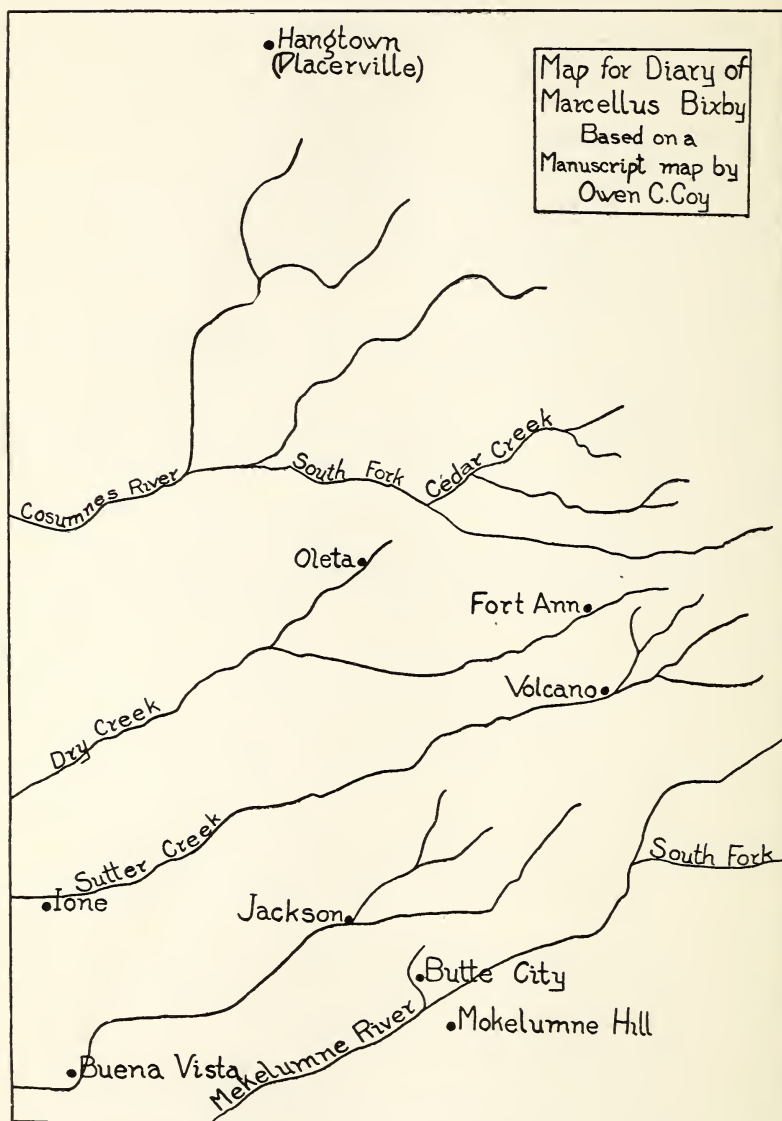 Hangtown
(Placerville)
Map for Diary of
Marcellus Bixby
Based on a
Manuscript map by
Owen C. Coy
Cedar Creek
South Fork
Cosumnes River
Oleta
Fort Ann
Volcano
Dry Creek
Sutter Creek
South Fork
Ione
Jackson
Butte City
Mokelumne Hill
Mekelumne River
Buena Vista